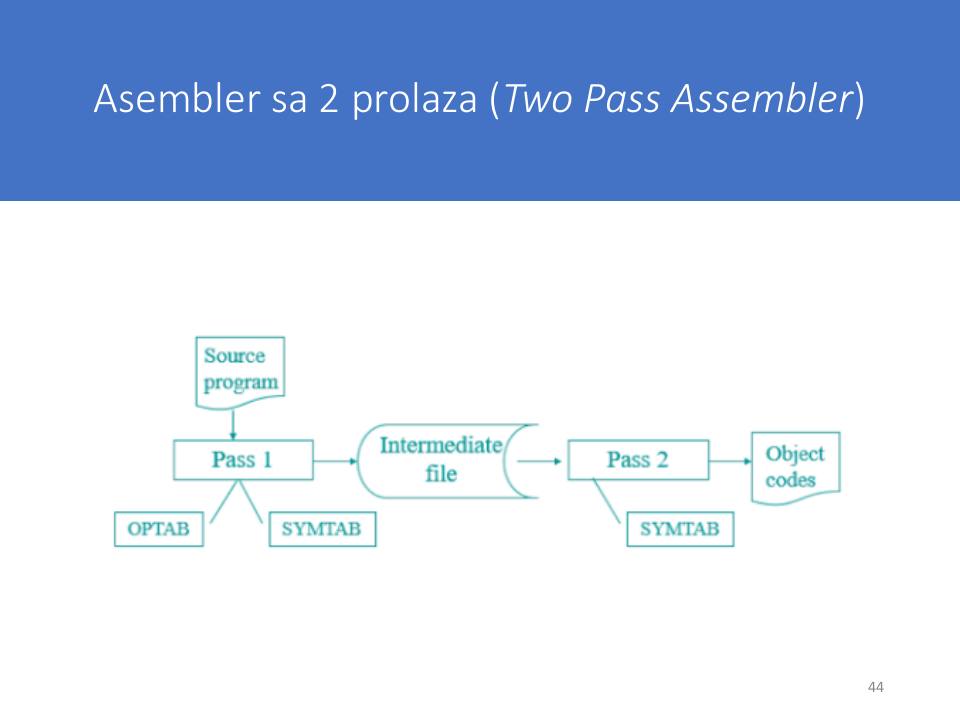 Asembler sa 2 prolaza (Two Pass Assembler)
Source
program
Pass 1
Intermediate
file
Pass 2
Object
codes
OPTAB
SYMTAB
SYMTAB
44